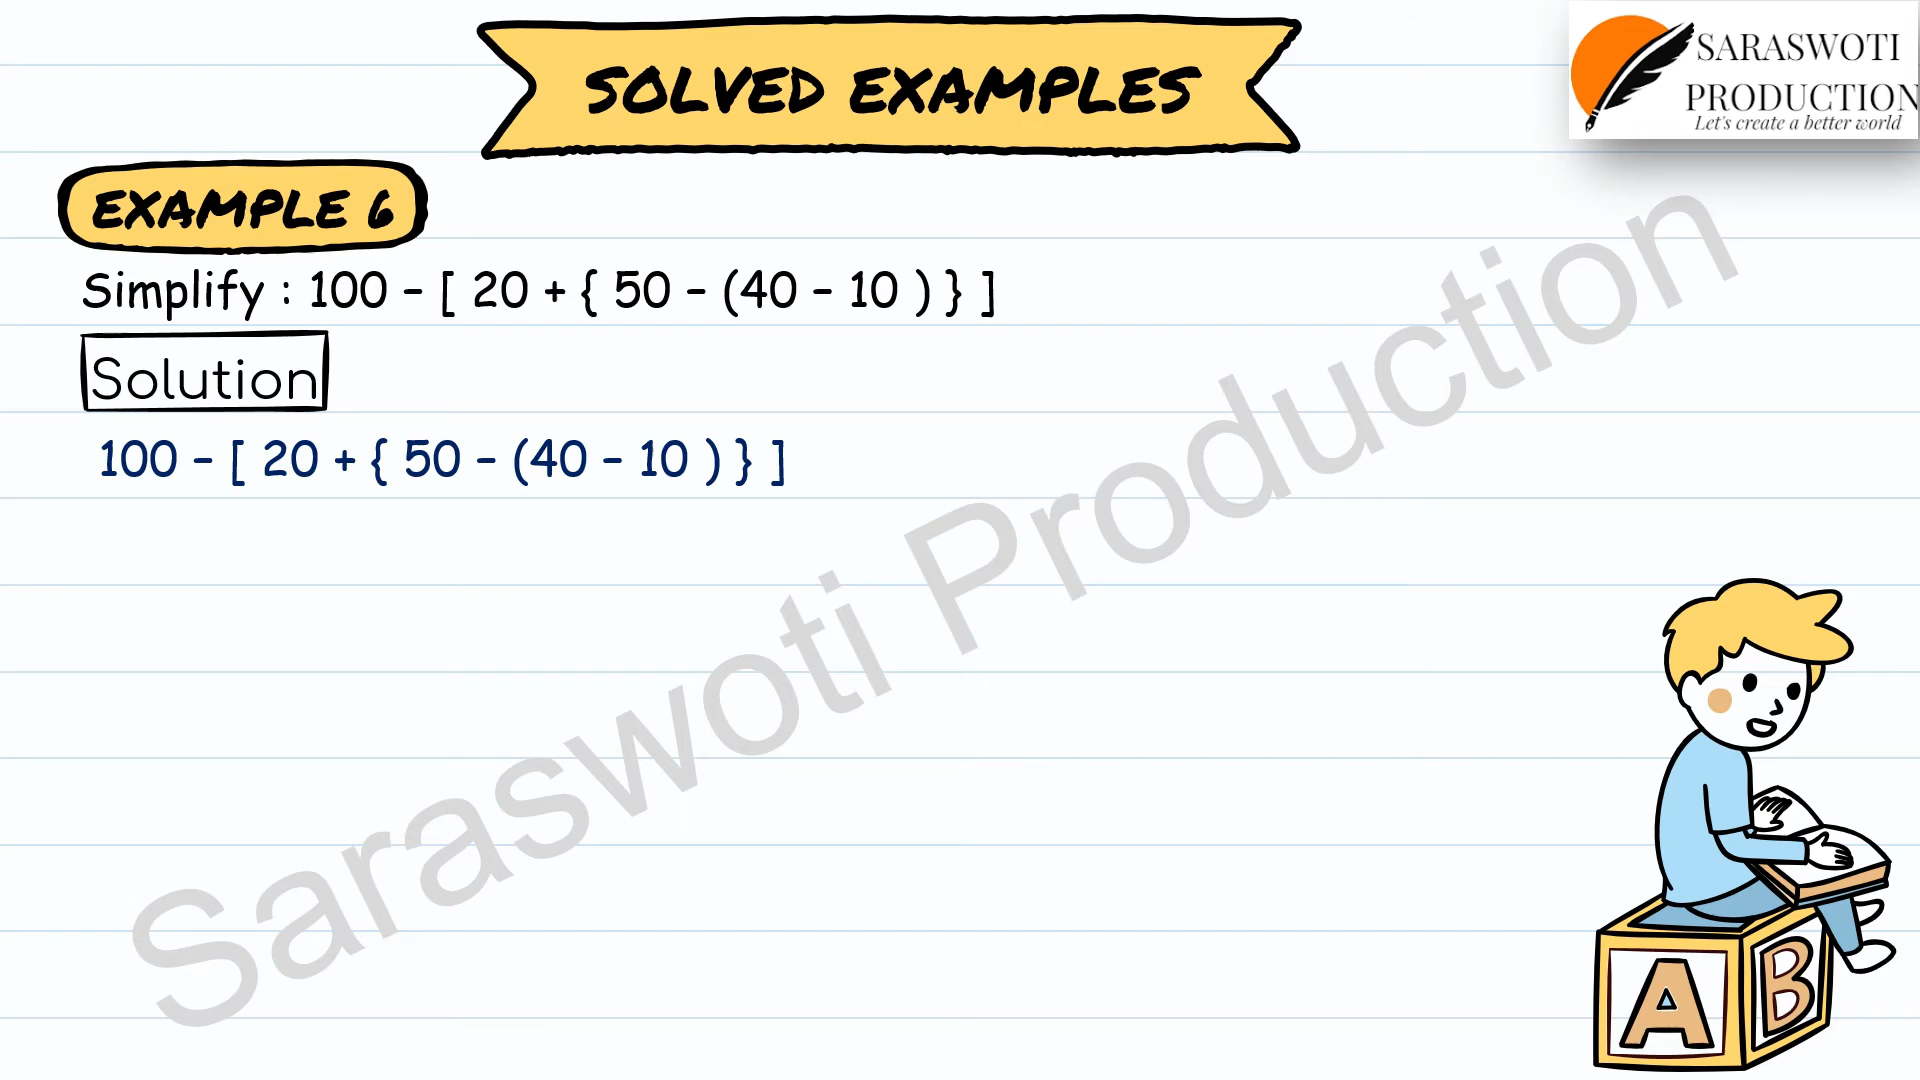 SOLVED EXAMPLES
SARASWOTI
PRODUCTION
Let's create a better world
EXAMPLE 6
Simplify : 100 – [ 20 + { 50 – (40 – 10 ) } ]
Solution
100 – [ 20 + { 50 – (40 – 10 ) } ]
Saraswoti Production
A
B